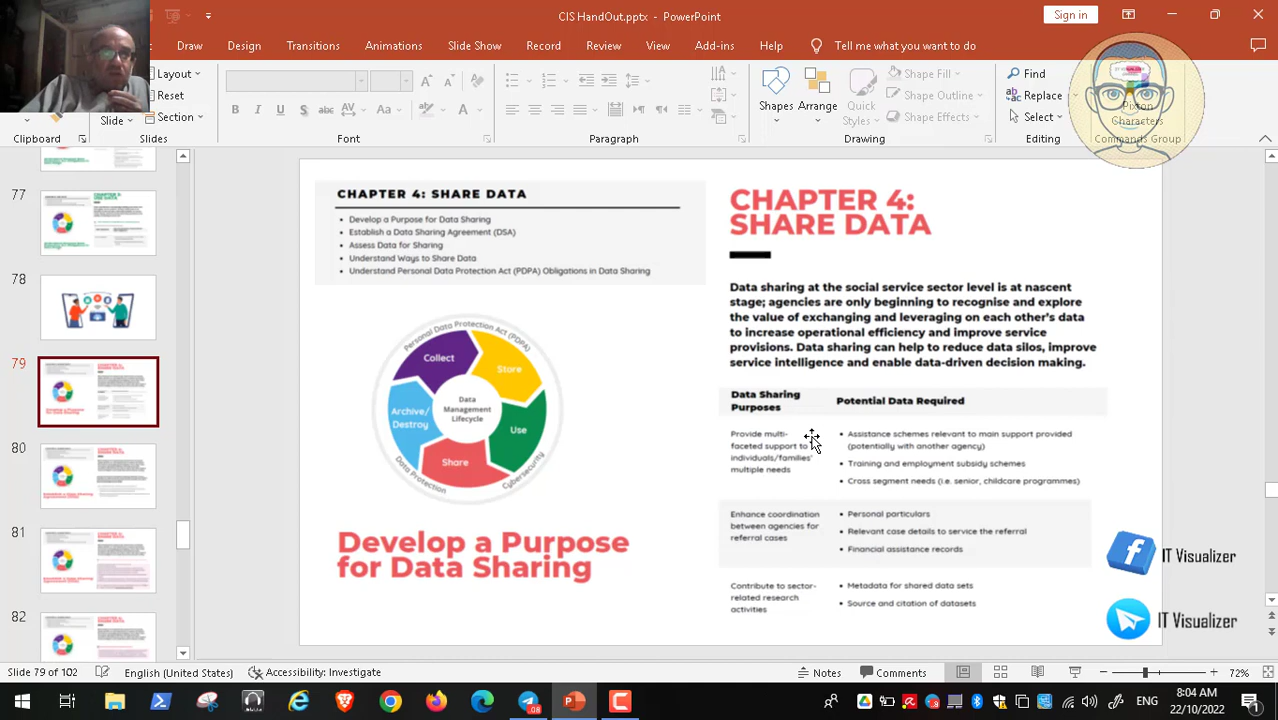 CIS HandOut.pptx - PowerPoint
Sign in
Draw Design Transitions Animations Slide Show Record Review View Add-ins Help Tell me what you want to do
Layout
Reset
Slide
Section
Clipboard Slides Font Paragraph Drawing Editing Commands Group
B I U S abc AV Aa A
Shapes Arrange Quick Styles
Shape Fill
Shape Outline
Shape Effects
Find
Replace
Select
Pixton
Characters
77
78
79
80
81
82
CHAPTER 4: SHARE DATA
• Develop a Purpose for Data Sharing
• Establish a Data Sharing Agreement (DSA)
• Assess Data for Sharing
• Understand Ways to Share Data
• Understand Personal Data Protection Act (PDPA) Obligations in Data Sharing
Personal Data Protection Act (PDPA)
Collect
Store
Data
Management
Lifecycle
Archive/
Destroy
Use
Share
Data Protection
Cybersecurity
Develop a Purpose
for Data Sharing
CHAPTER 4:
SHARE DATA
Data sharing at the social service sector level is at nascent
stage; agencies are only beginning to recognise and explore
the value of exchanging and leveraging on each other's data
to increase operational efficiency and improve service
provisions. Data sharing can help to reduce data silos, improve
service intelligence and enable data-driven decision making.
Data Sharing
Purposes
Potential Data Required
Provide multi-
faceted support to
individuals/families'
multiple needs
• Assistance schemes relevant to main support provided
(potentially with another agency)
• Training and employment subsidy schemes
• Cross segment needs (i.e. senior, childcare programmes)
Enhance coordination
between agencies for
referral cases
• Personal particulars
• Relevant case details to service the referral
• Financial assistance records
Contribute to sector-
related research
activities
• Metadata for shared data sets
• Source and citation of datasets
IT Visualizer
IT Visualizer
Slide 79 of 102 English (United States) Accessibility: Investigate Notes Comments 72%
08
ENG
8:04 AM
22/10/2022
1